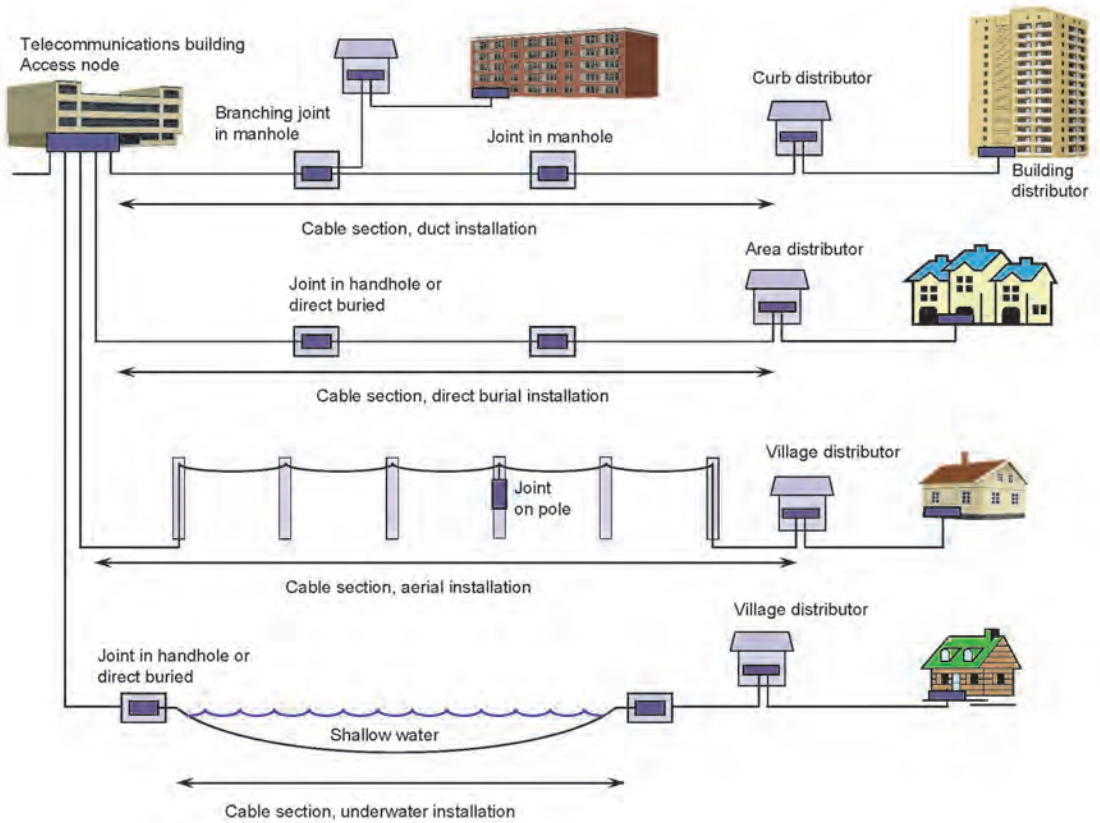 Telecommunications building
Access node
Branching joint
in manhole
Joint in manhole
Curb distributor
Building
distributor
Cable section, duct installation
Area distributor
Joint in handhole or
direct buried
Cable section, direct burial installation
Village distributor
Joint
on pole
Cable section, aerial installation
Village distributor
Joint in handhole or
direct buried
Shallow water
Cable section, underwater installation